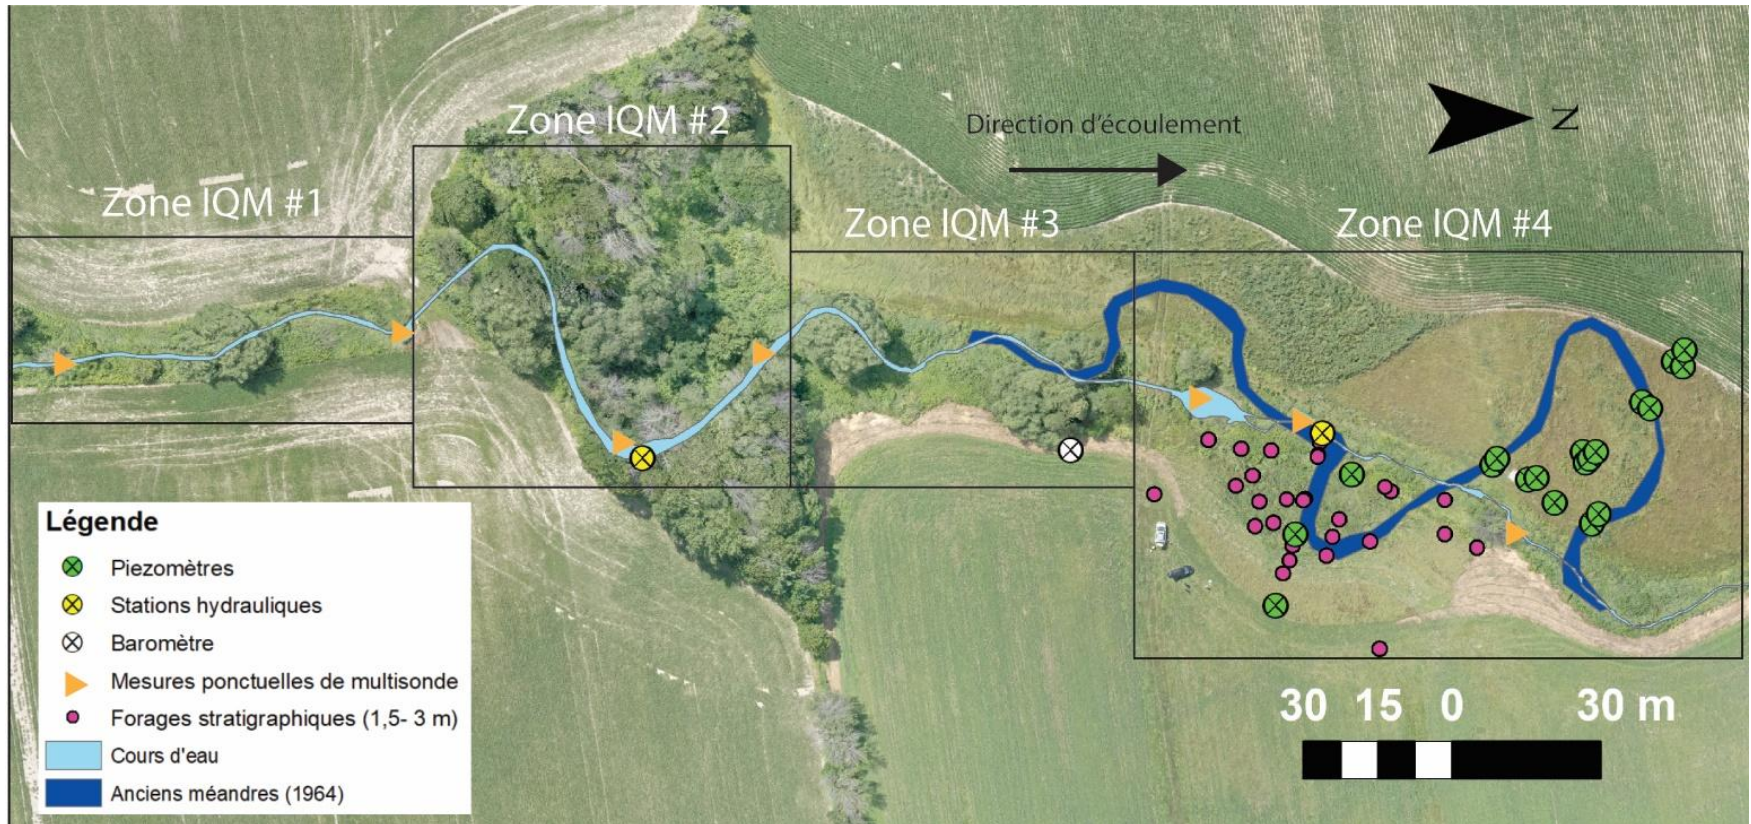 Zone IQM #2
Direction d'écoulement
N
Zone IQM #1
Zone IQM #3
Zone IQM #4
Légende
Piezomètres
Stations hydrauliques
Baromètre
Mesures ponctuelles de multisonde
Forages stratigraphiques (1,5- 3 m)
Cours d'eau
Anciens méandres (1964)
30 15 0 30 m